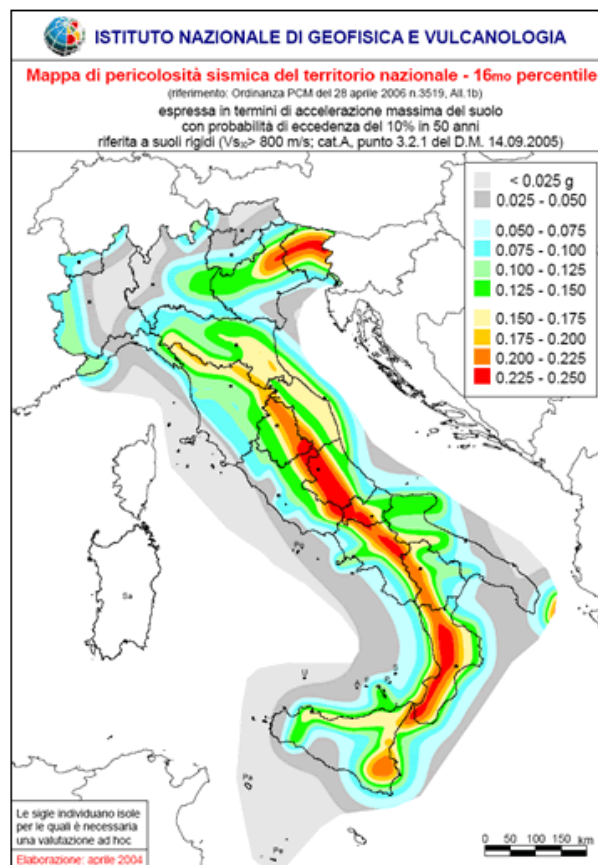 ISTITUTO NAZIONALE DI GEOFISICA E VULCANOLOGIA
Mappa di pericolosità sismica del territorio nazionale - 16mo percentile
(riferimento: Ordinanza PCM del 28 aprile 2006 n.3519, All.1b)
espressa in termini di accelerazione massima del suolo
con probabilità di eccedenza del 10% in 50 anni
riferita a suoli rigidi (Vs30> 800 m/s; cat.A, punto 3.2.1 del D.M. 14.09.2005)
< 0.025 g
0.025 - 0.050
0.050 - 0.075
0.075 - 0.100
0.100 - 0.125
0.125 - 0.150
0.150 - 0.175
0.175 - 0.200
0.200 - 0.225
0.225 - 0.250
Sa
U
Pa
Pe
Le sigle individuano isole
per le quali è necessaria
una valutazione ad hoc
Elaborazione: aprile 2004
0 50 100 150 km